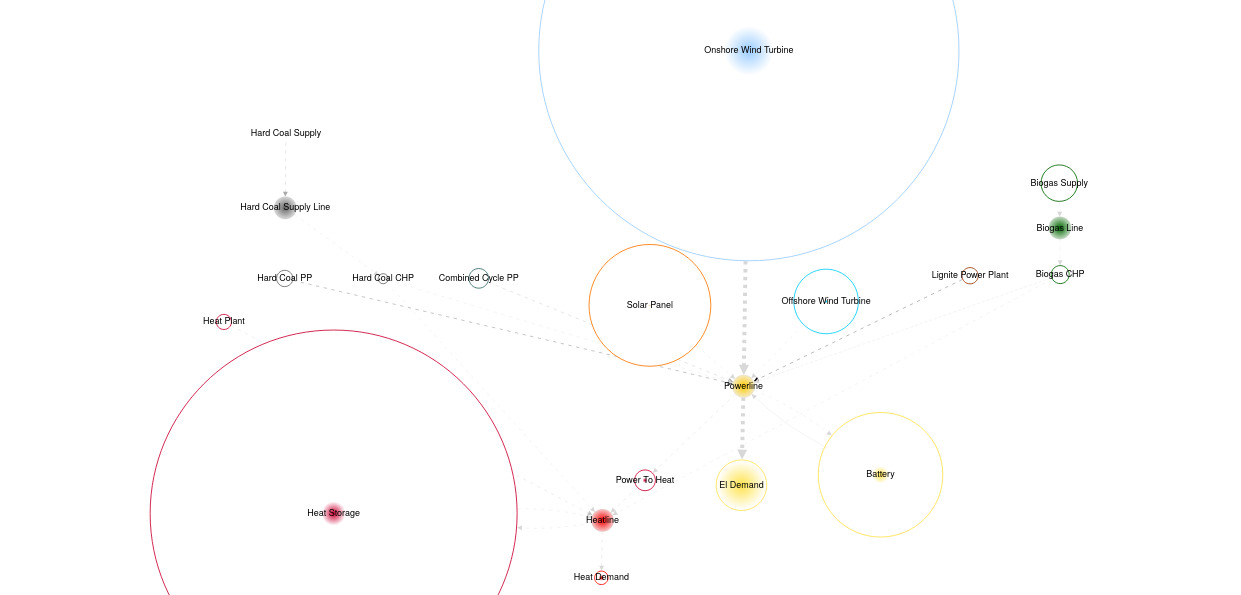 Onshore Wind Turbine
Hard Coal Supply
Biogas Supply
Hard Coal Supply Line
Biogas Line
Hard Coal PP
Hard Coal CHP
Combined Cycle PP
Lignite Power Plant
Biogas CHP
Solar Panel
Offshore Wind Turbine
Heat Plant
Powerline
Power To Heat
El Demand
Battery
Heat Storage
Heatline
Heat Demand